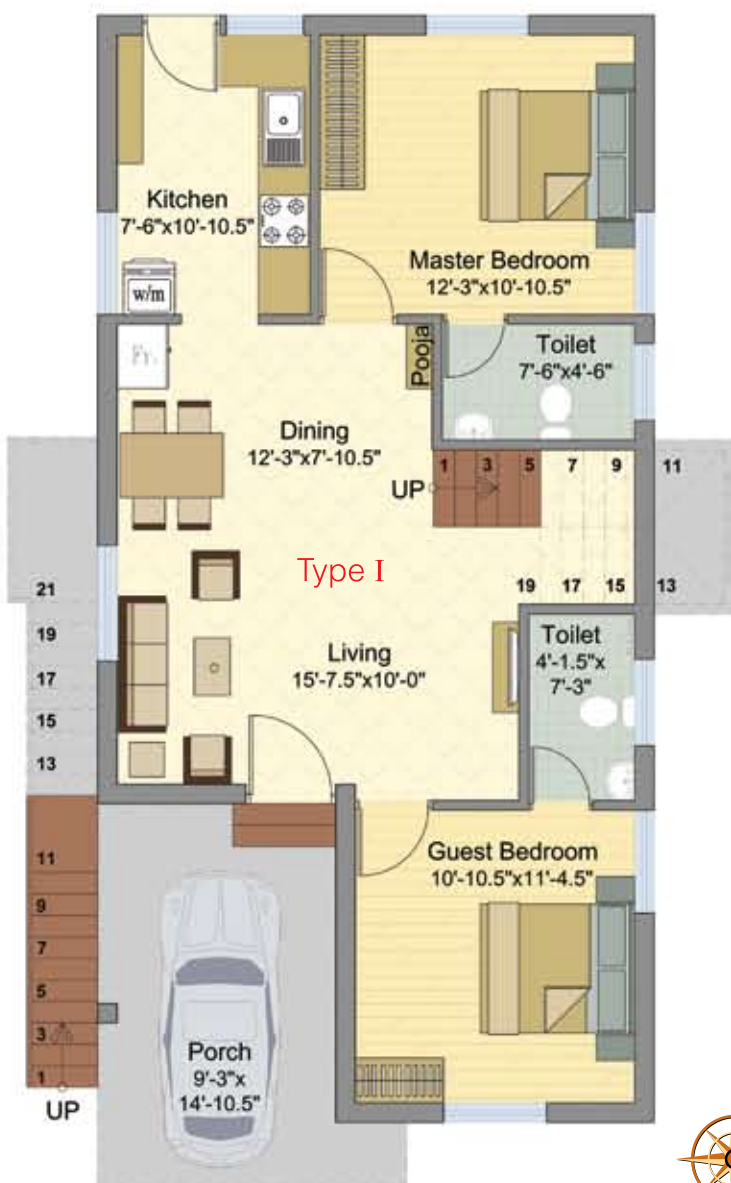 Kitchen
7'-6"x10'-10.5"
w/m
Master Bedroom
12'-3"x10'-10.5"
Fr.
Pooja
Toilet
7'-6"x4'-6"
Dining
12'-3"x7'-10.5"
1 3 5 7 9 11
UP
Type I
19 17 15 13
21
19
17
15
13
Living
15'-7.5"x10'-0"
Toilet
4'-1.5"x
7'-3"
11
9
7
5
3
1
UP
Guest Bedroom
10'-10.5"x11'-4.5"
Porch
9'-3"x
14'-10.5"